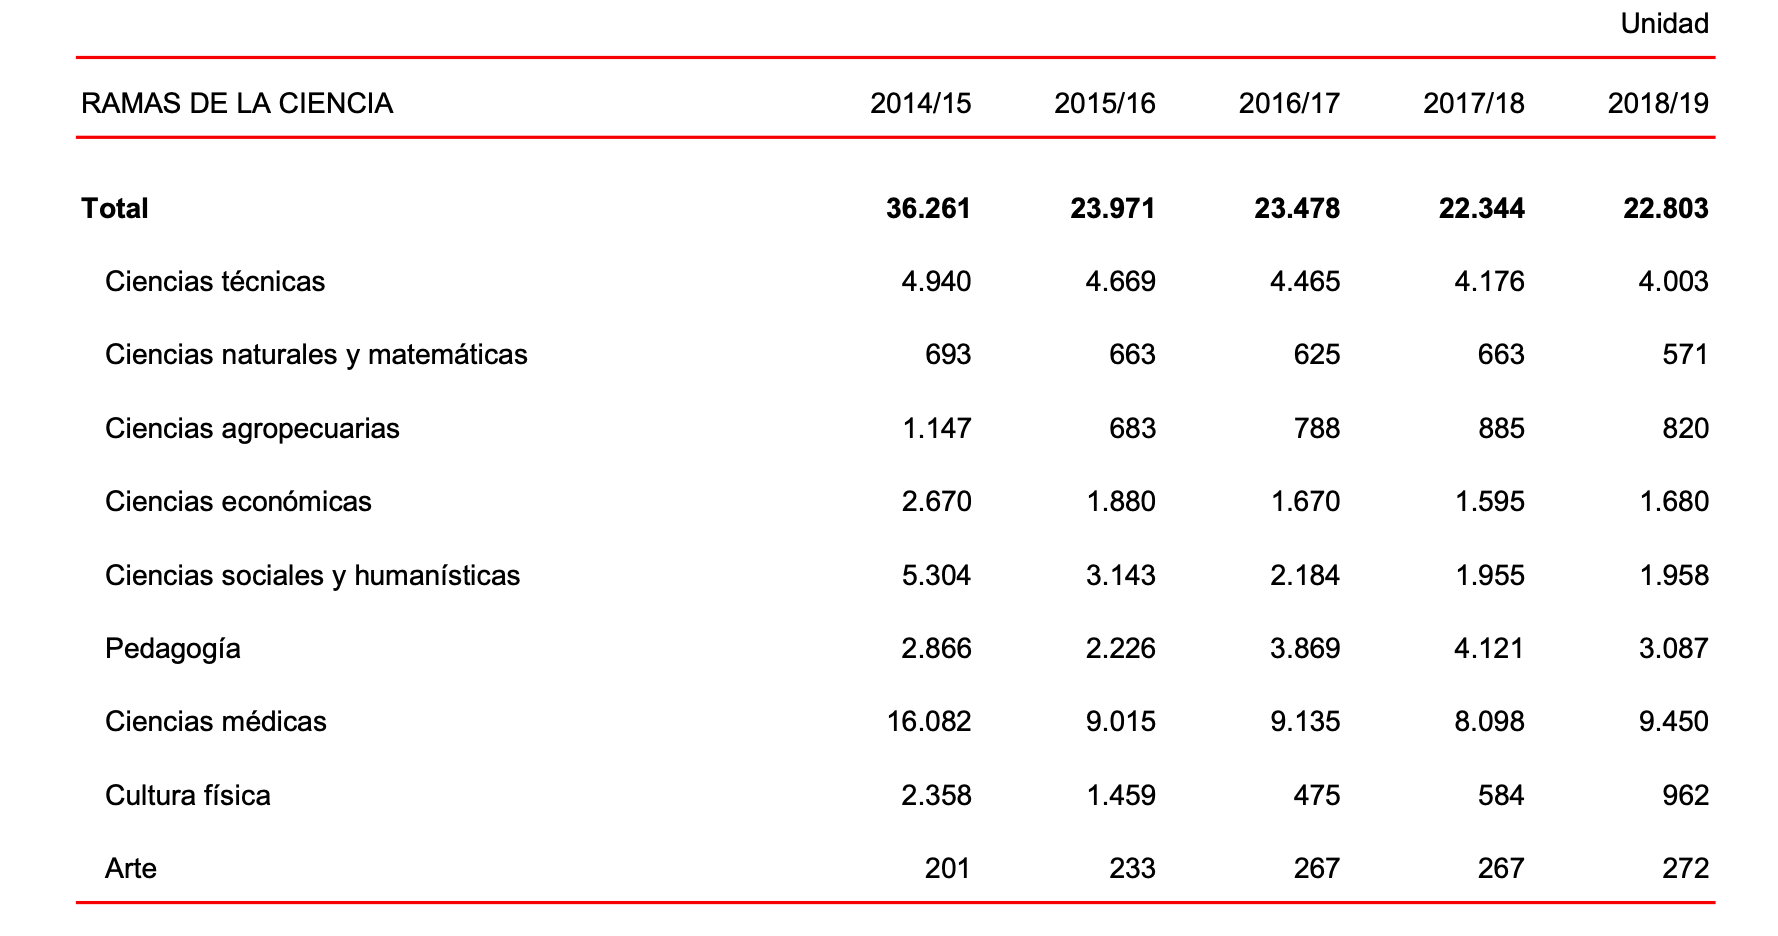 Unidad
RAMAS DE LA CIENCIA 2014/15 2015/16 2016/17 2017/18 2018/19
Total 36.261 23.971 23.478 22.344 22.803
Ciencias técnicas 4.940 4.669 4.465 4.176 4.003
Ciencias naturales y matemáticas 693 663 625 663 571
Ciencias agropecuarias 1.147 683 788 885 820
Ciencias económicas 2.670 1.880 1.670 1.595 1.680
Ciencias sociales y humanísticas 5.304 3.143 2.184 1.955 1.958
Pedagogía 2.866 2.226 3.869 4.121 3.087
Ciencias médicas 16.082 9.015 9.135 8.098 9.450
Cultura física 2.358 1.459 475 584 962
Arte 201 233 267 267 272